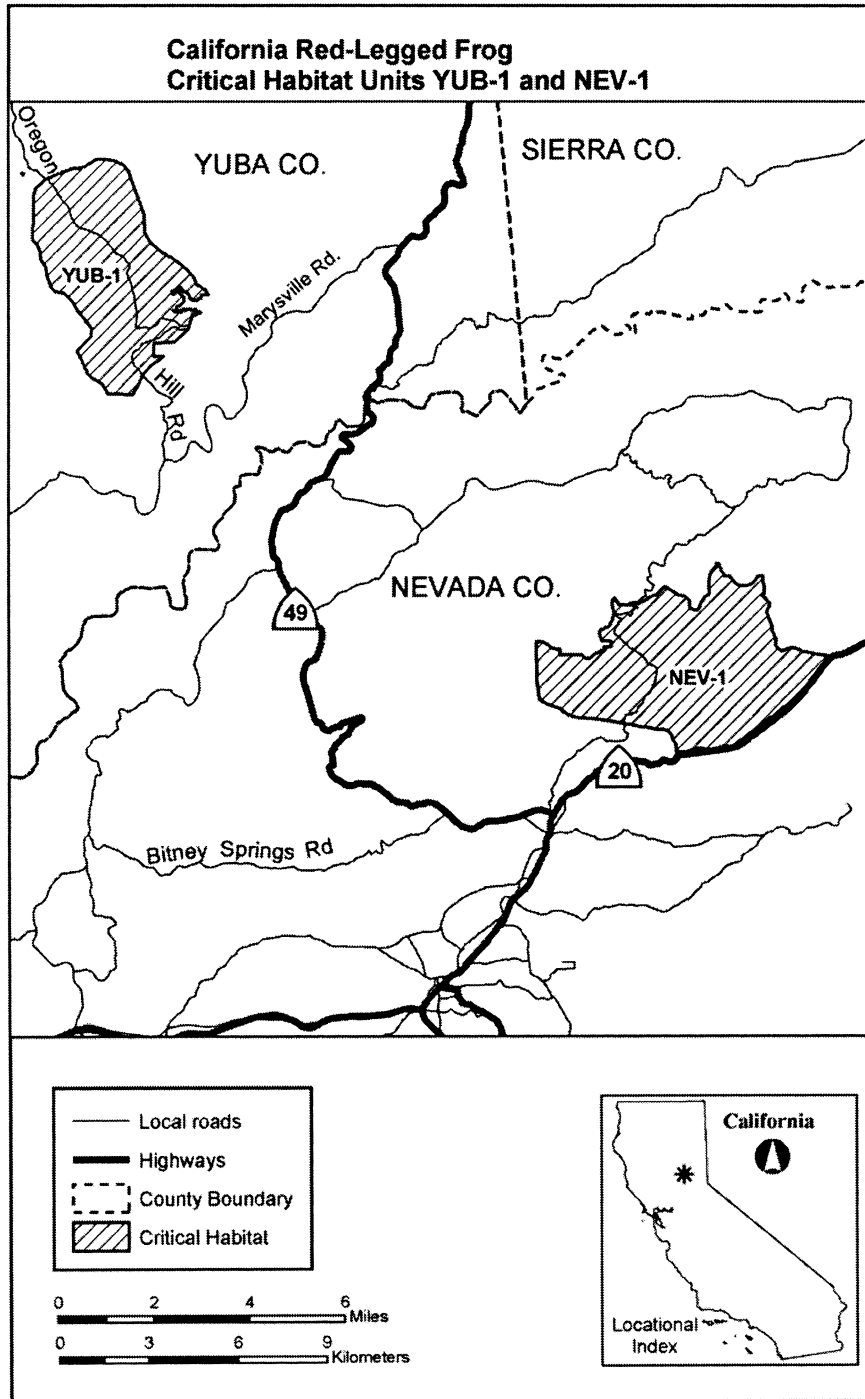 California Red-Legged Frog
Critical Habitat Units YUB-1 and NEV-1
Oregon
YUBA CO.
SIERRA CO.
YUB-1
Marysville Rd.
Hill
Rd
NEVADA CO.
49
NEV-1
20
Bitney Springs Rd
Local roads
Highways
County Boundary
Critical Habitat
0 2 4 6
Miles
0 3 6 9
Kilometers
California
Locational
Index